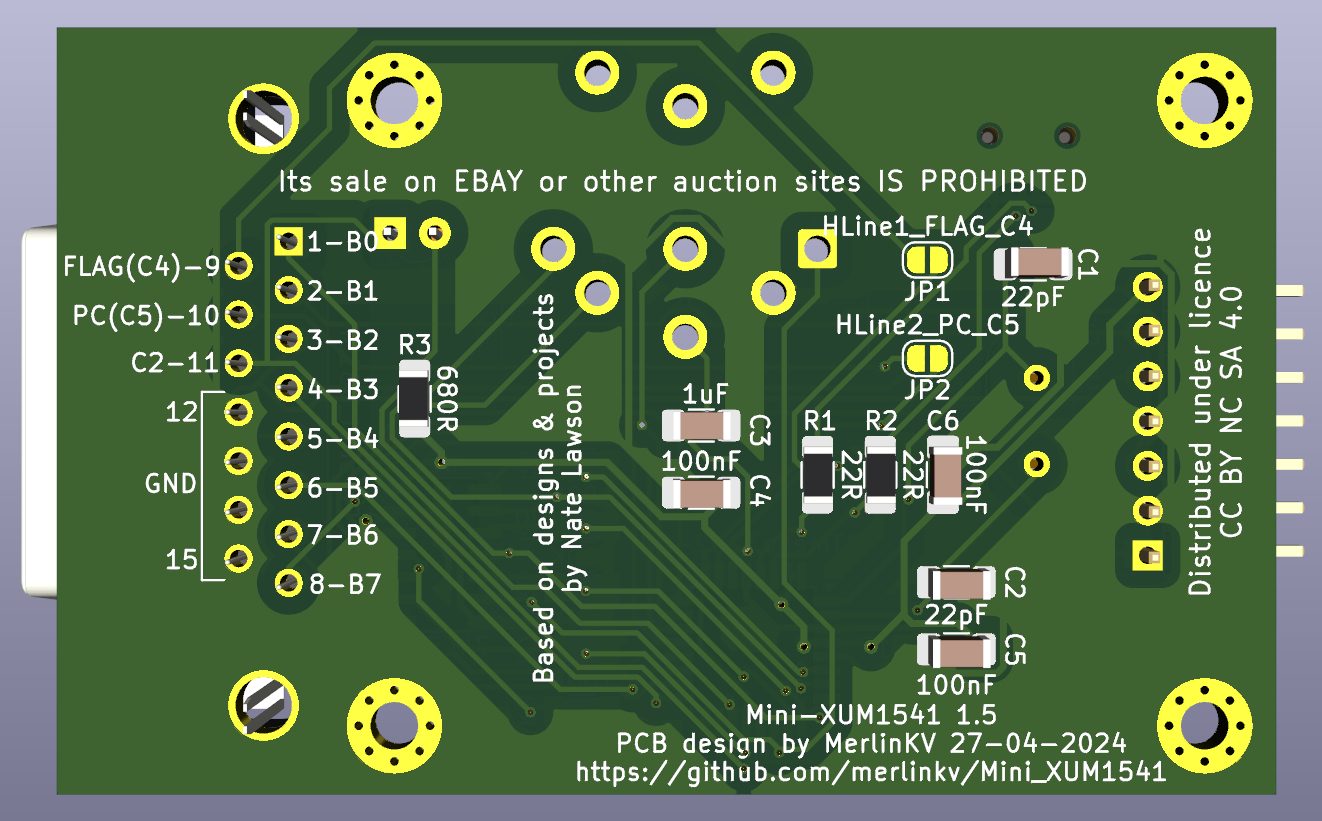 Its sale on EBAY or other auction sites IS PROHIBITED
HLine1_FLAG_C4
JP1
HLine2_PC_C5
JP2
C1
22pF
FLAG(C4)-9
PC(C5)-10
C2-11
12
GND
15
1-B0
2-B1
3-B2
4-B3
5-B4
6-B5
7-B6
8-B7
R3
680R
Based on designs & projects
by Nate Lawson
1uF
C3
100nF
C4
R1
22R
R2
22R
C6
100nF
C2
22pF
C5
100nF
Distributed under licence
CC BY NC SA 4.0
Mini-XUM1541 1.5
PCB design by MerlinKV 27-04-2024
https://github.com/merlinkv/Mini_XUM1541